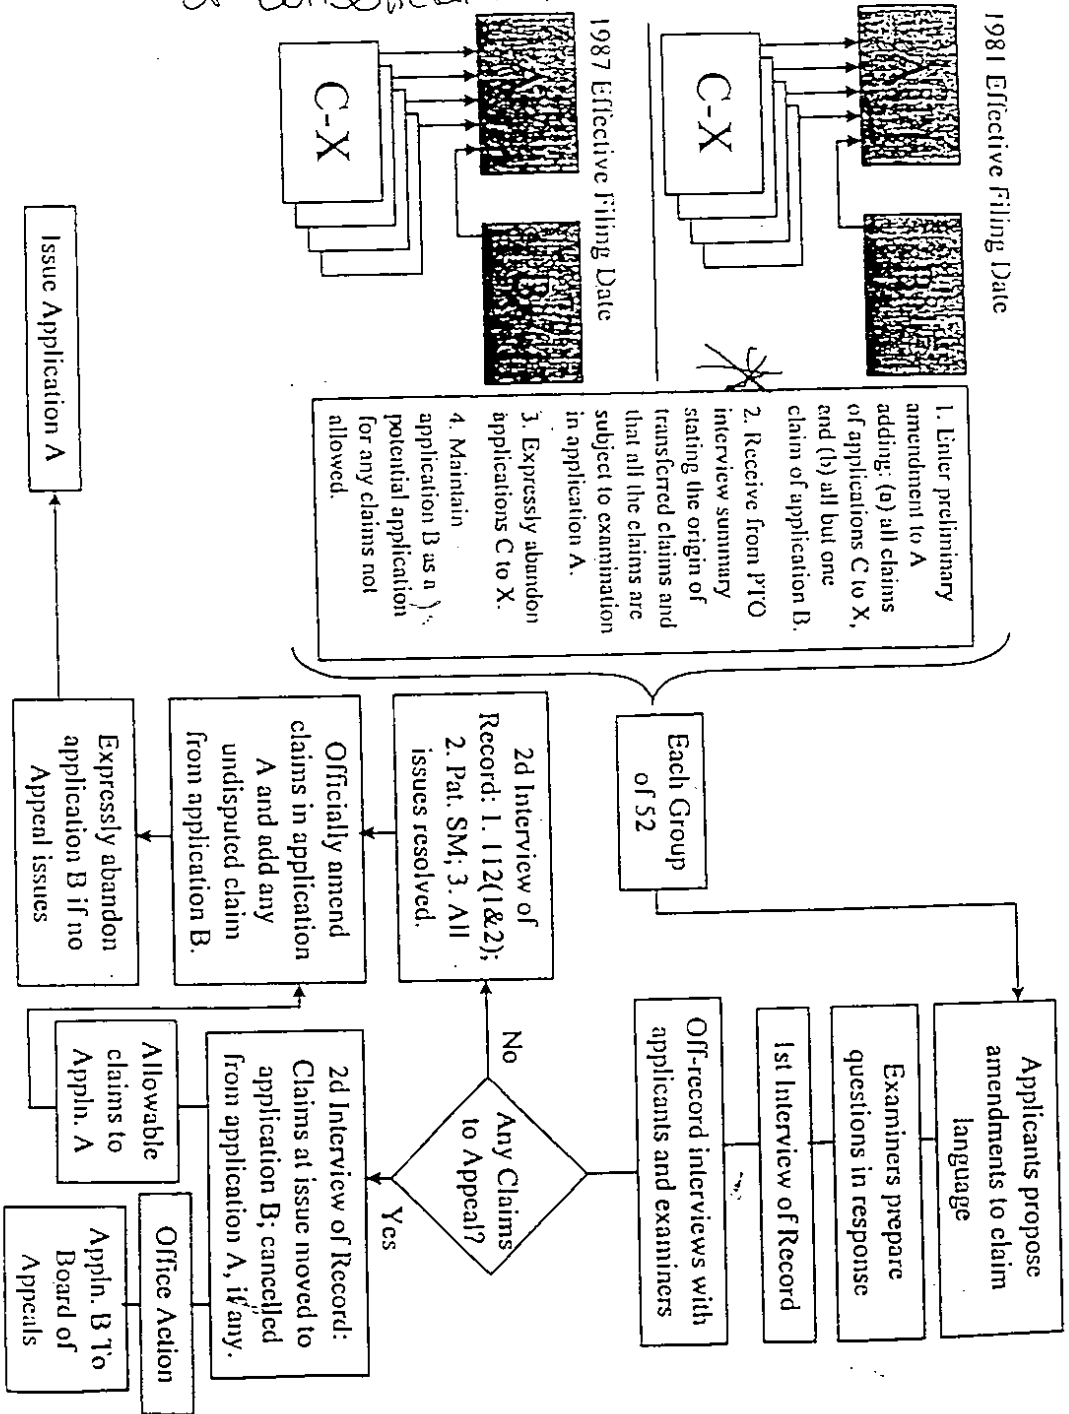 1981 Effective Filing Date
A
C-X
1987 Effective Filing Date
A
B
C-X
1. Enter preliminary
amendment to A
adding: (a) all claims
of applications C to X,
and (b) all but one
claim of application B.
2. Receive from PTO
interview summary
stating the origin of
transferred claims and
that all the claims are
subject to examination
in application A.
3. Expressly abandon
applications C to X.
4. Maintain
application B as a
potential application
for any claims not
allowed.
Each Group
of 52
Applicants propose
amendments to claim
language
Examiners prepare
questions in response
1st Interview of Record
Off-record interviews with
applicants and examiners
Any Claims
to Appeal?
No
Yes
2d Interview of
Record: 1. 112(1&2);
2. Pat. SM; 3. All
issues resolved.
Officially amend
claims in application
A and add any
undisputed claim
from application B.
Expressly abandon
application B if no
Appeal issues
Issue Application A
2d Interview of Record:
Claims at issue moved to
application B; cancelled
from application A, if any.
Allowable
claims to
Appln. A
Office Action
Appln. B To
Board of
Appeals